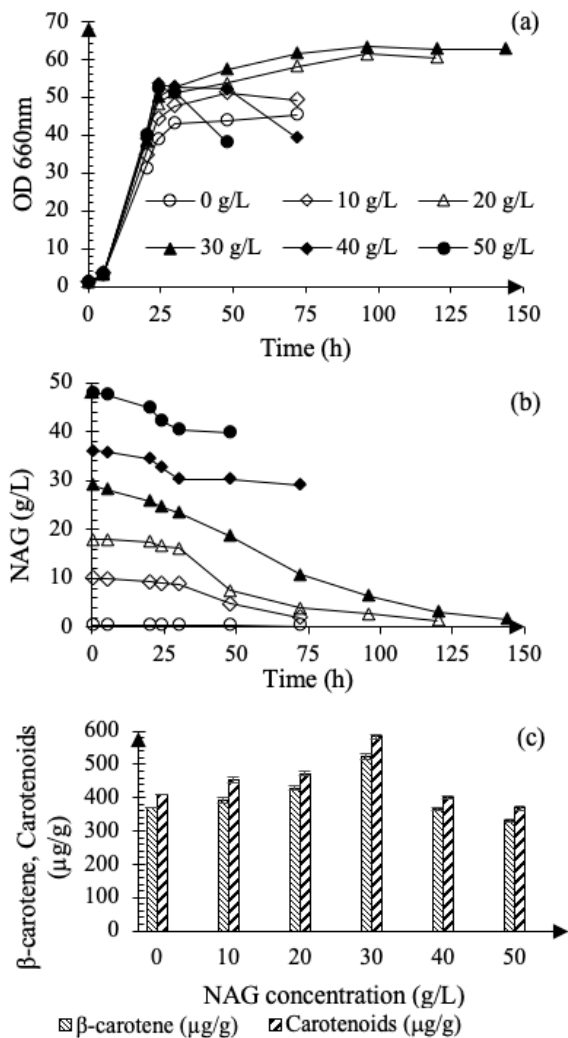 (a)
70
60
50
40
30
20
10
0
OD 660nm
0 g/L 10 g/L 20 g/L
30 g/L 40 g/L 50 g/L
0 25 50 75 100 125 150
Time (h)
(b)
50
40
30
20
10
0
NAG (g/L)
0 25 50 75 100 125 150
Time (h)
(c)
600
500
400
300
200
100
0
β-carotene, Carotenoids
(µg/g)
0 10 20 30 40 50
NAG concentration (g/L)
β-carotene (µg/g) Carotenoids (µg/g)